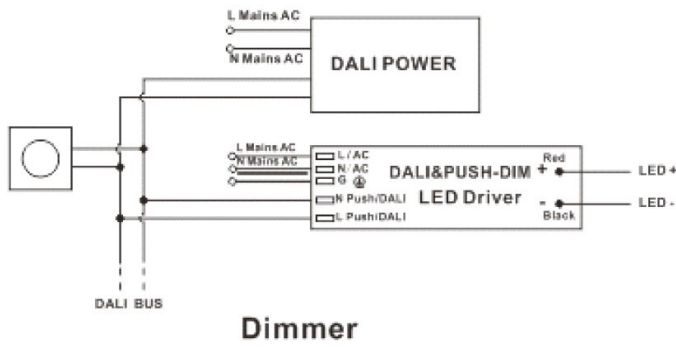 L Mains AC
N Mains AC
DALI POWER
L Mains AC
N Mains AC
L/AC
N/AC
G
N Push/DALI
L Push/DALI
DALI&PUSH-DIM
LED Driver
Red
+
-
Black
LED +
LED -
DALI BUS
Dimmer